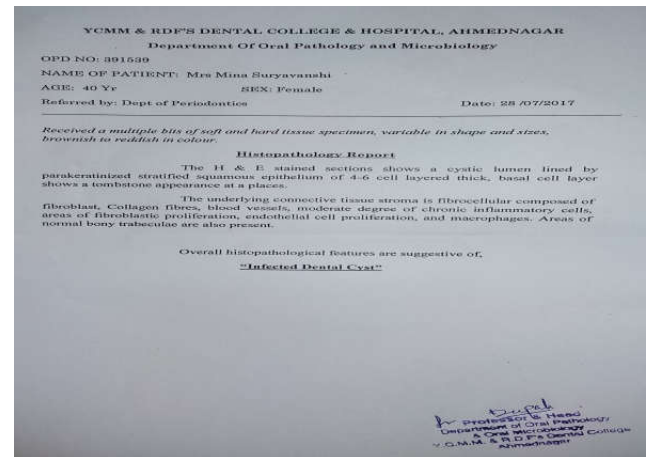 YCMM & RDF'S DENTAL COLLEGE & HOSPITAL, AHMEDNAGAR
Department Of Oral Pathology and Microbiology
OPD NO: 391539
NAME OF PATIENT: Mrs Mina Suryavanshi
AGE: 40 Yr SEX: Female
Referred by: Dept of Periodontics Date: 28 /07/2017
Received a multiple bits of soft and hard tissue specimen, variable in shape and sizes,
brownish to reddish in colour.
Histopathology Report
The H & E stained sections shows a cystic lumen lined by
parakeratinized stratified squamous epithelium of 4-6 cell layered thick, basal cell layer
shows a tombstone appearance at a places.
The underlying connective tissue stroma is fibrocellular composed of
fibroblast, Collagen fibres, blood vessels, moderate degree of chronic inflammatory cells,
areas of fibroblastic proliferation, endothelial cell proliferation, and macrophages. Areas of
normal bony trabeculae are also present.
Overall histopathological features are suggestive of,
"Infected Dental Cyst"
Professor & Head
Department of Oral Pathology
& Oral Microbiology
Y.C.M.M. & R.D.F's Dental College
Ahmednagar